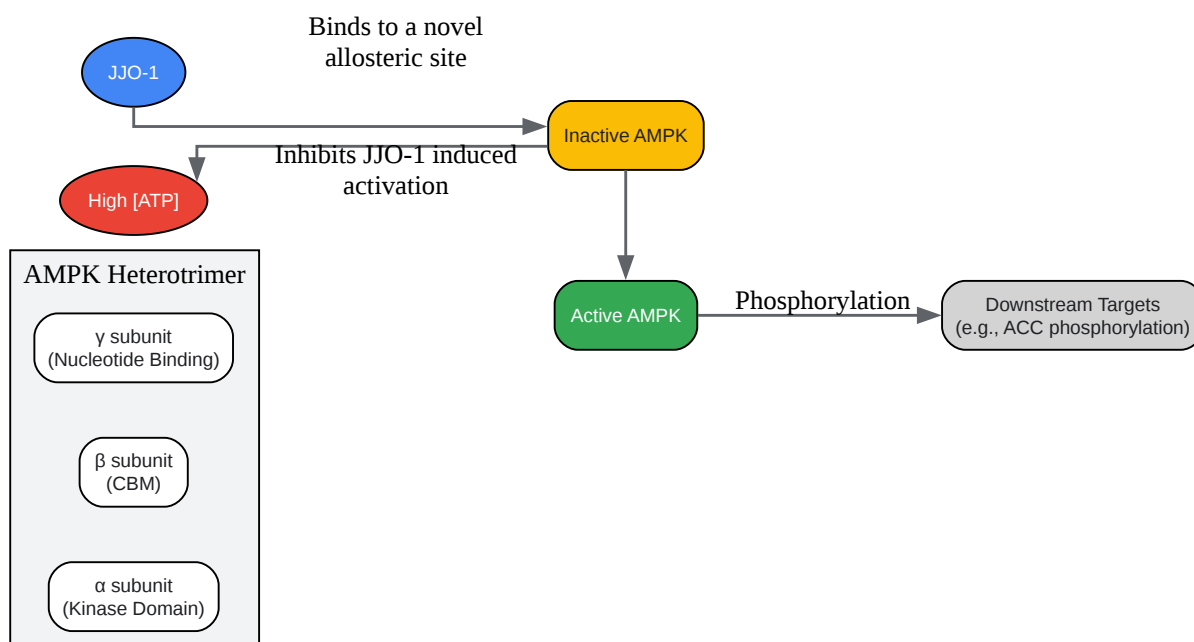 Binds to a novel
allosteric site
JJO-1
Inactive AMPK
Inhibits JJO-1 induced
activation
High [ATP]
AMPK Heterotrimer
γ subunit
(Nucleotide Binding)
Active AMPK
Phosphorylation
Downstream Targets
(e.g., ACC phosphorylation)
β subunit
(CBM)
α subunit
(Kinase Domain)